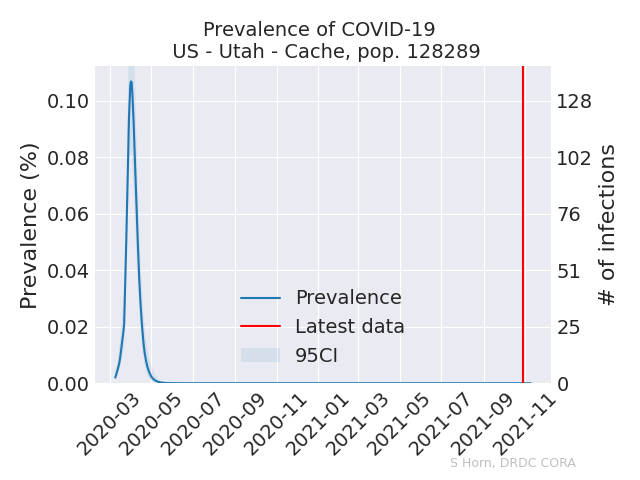 Prevalence of COVID-19
US - Utah - Cache, pop. 128289
Prevalence (%)
0.10
0.08
0.06
0.04
0.02
0.00
128
102
76
51
25
0
# of infections
Prevalence
Latest data
95CI
2020-03
2020-05
2020-07
2020-09
2020-11
2021-01
2021-03
2021-05
2021-07
2021-09
2021-11
S Horn, DRDC CORA